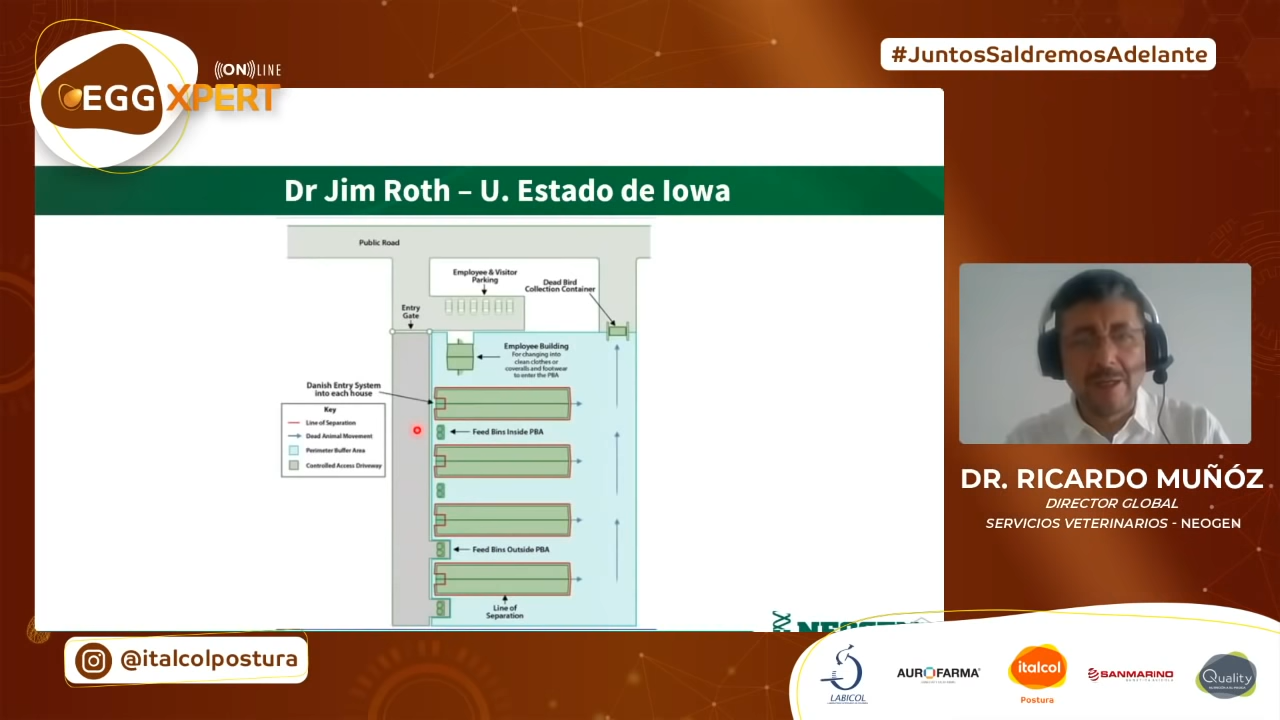 ((ON)) LINE
EGG XPERT
#JuntosSaldremosAdelante
Dr Jim Roth – U. Estado de Iowa
Public Road
Employee & Visitor
Parking
Dead Bird
Collection Container
Entry
Gate
Employee Building
For changing into
clean clothes or
coveralls and footwear
to enter the PBA
Danish Entry System
into each house
Key
Line of Separation
Dead Animal Movement
Perimeter Buffer Area
Controlled Access Driveway
Feed Bins Inside PBA
Feed Bins Outside PBA
Line of
Separation
NEOGEN
DR. RICARDO MUÑÓZ
DIRECTOR GLOBAL
SERVICIOS VETERINARIOS - NEOGEN
@italcolpostura
LABICOL
AUROFARMA
italcol
Postura
SANMARINO
Quality